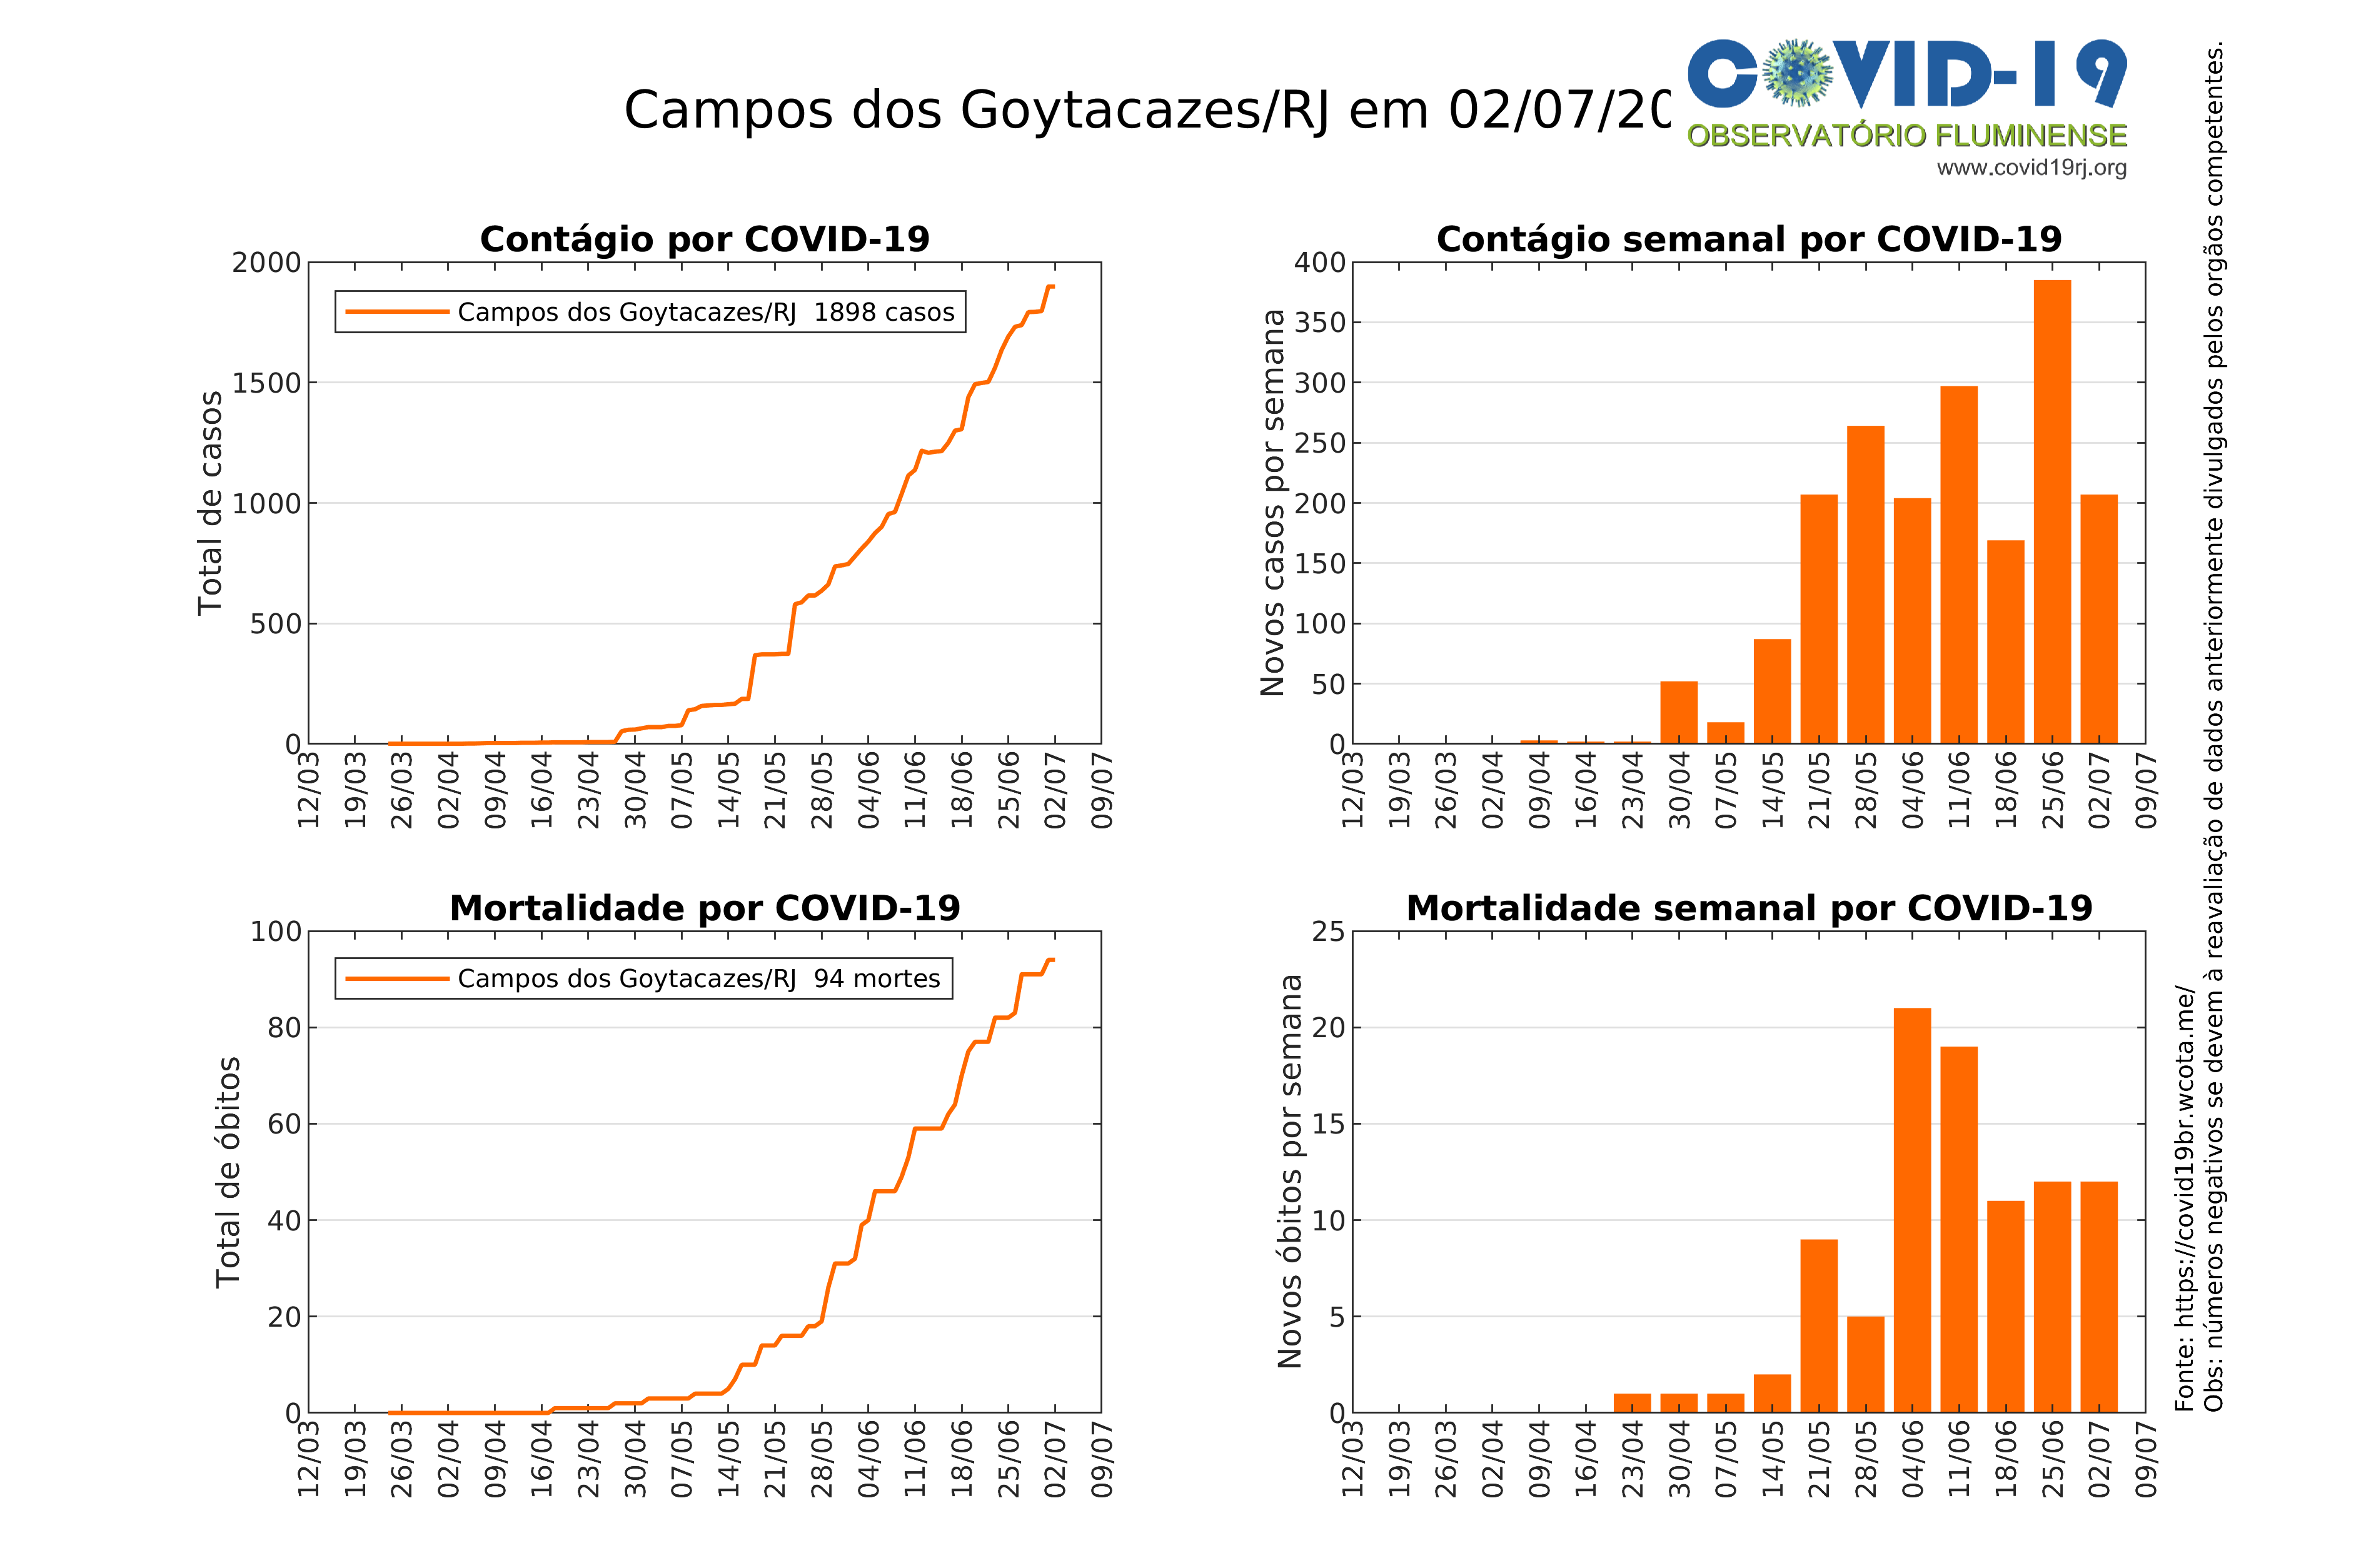 Campos dos Goytacazes/RJ em 02/07/20
COVID-19
OBSERVATÓRIO FLUMINENSE
www.covid19rj.org
Contágio por COVID-19
Total de casos
2000
1500
1000
500
0
Campos dos Goytacazes/RJ 1898 casos
12/03 19/03 26/03 02/04 09/04 16/04 23/04 30/04 07/05 14/05 21/05 28/05 04/06 11/06 18/06 25/06 02/07 09/07
Contágio semanal por COVID-19
Novos casos por semana
400
350
300
250
200
150
100
50
0
12/03 19/03 26/03 02/04 09/04 16/04 23/04 30/04 07/05 14/05 21/05 28/05 04/06 11/06 18/06 25/06 02/07 09/07
Mortalidade por COVID-19
Total de óbitos
100
80
60
40
20
0
Campos dos Goytacazes/RJ 94 mortes
12/03 19/03 26/03 02/04 09/04 16/04 23/04 30/04 07/05 14/05 21/05 28/05 04/06 11/06 18/06 25/06 02/07 09/07
Mortalidade semanal por COVID-19
Novos óbitos por semana
25
20
15
10
5
0
12/03 19/03 26/03 02/04 09/04 16/04 23/04 30/04 07/05 14/05 21/05 28/05 04/06 11/06 18/06 25/06 02/07 09/07
Fonte: https://covid19br.wcota.me/
Obs: números negativos se devem à reavaliação de dados anteriormente divulgados pelos orgãos competentes.